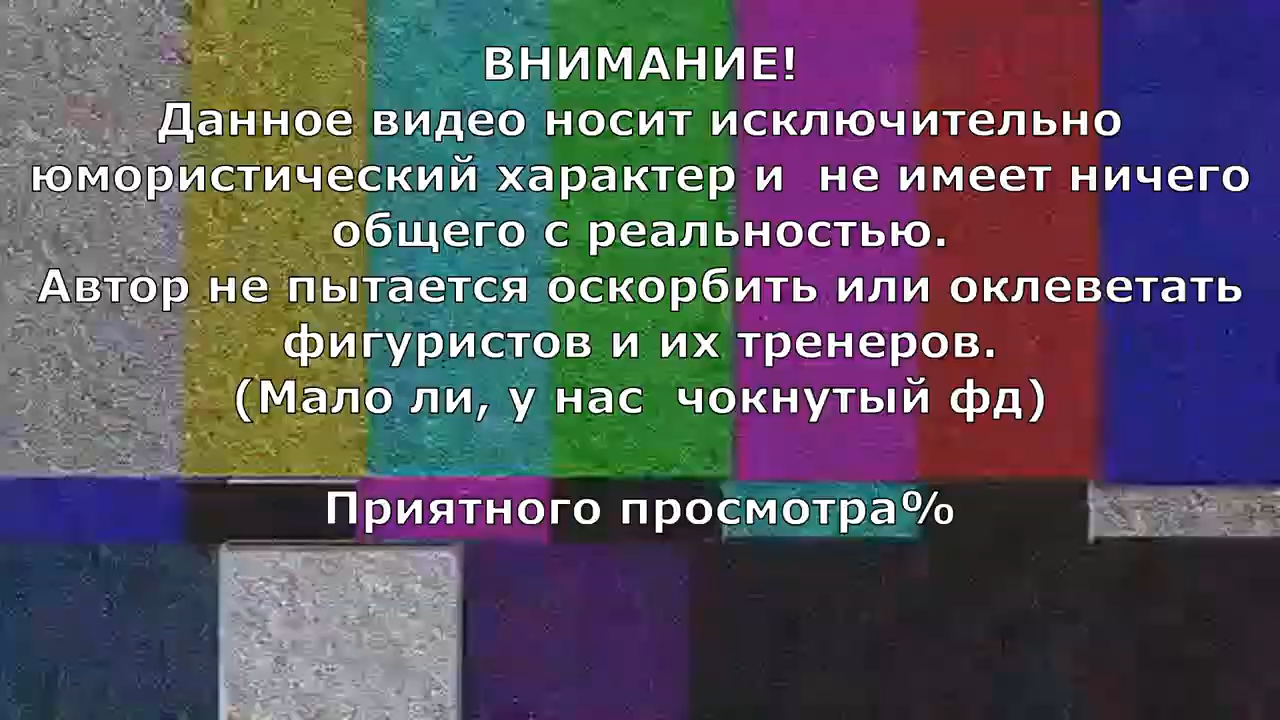 ВНИМАНИЕ!
Данное видео носит исключительно
юмористический характер и  не имеет ничего
общего с реальностью.
Автор не пытается оскорбить или оклеветать
фигуристов и их тренеров.
(Мало ли, у нас  чокнутый фд)
Приятного просмотра%